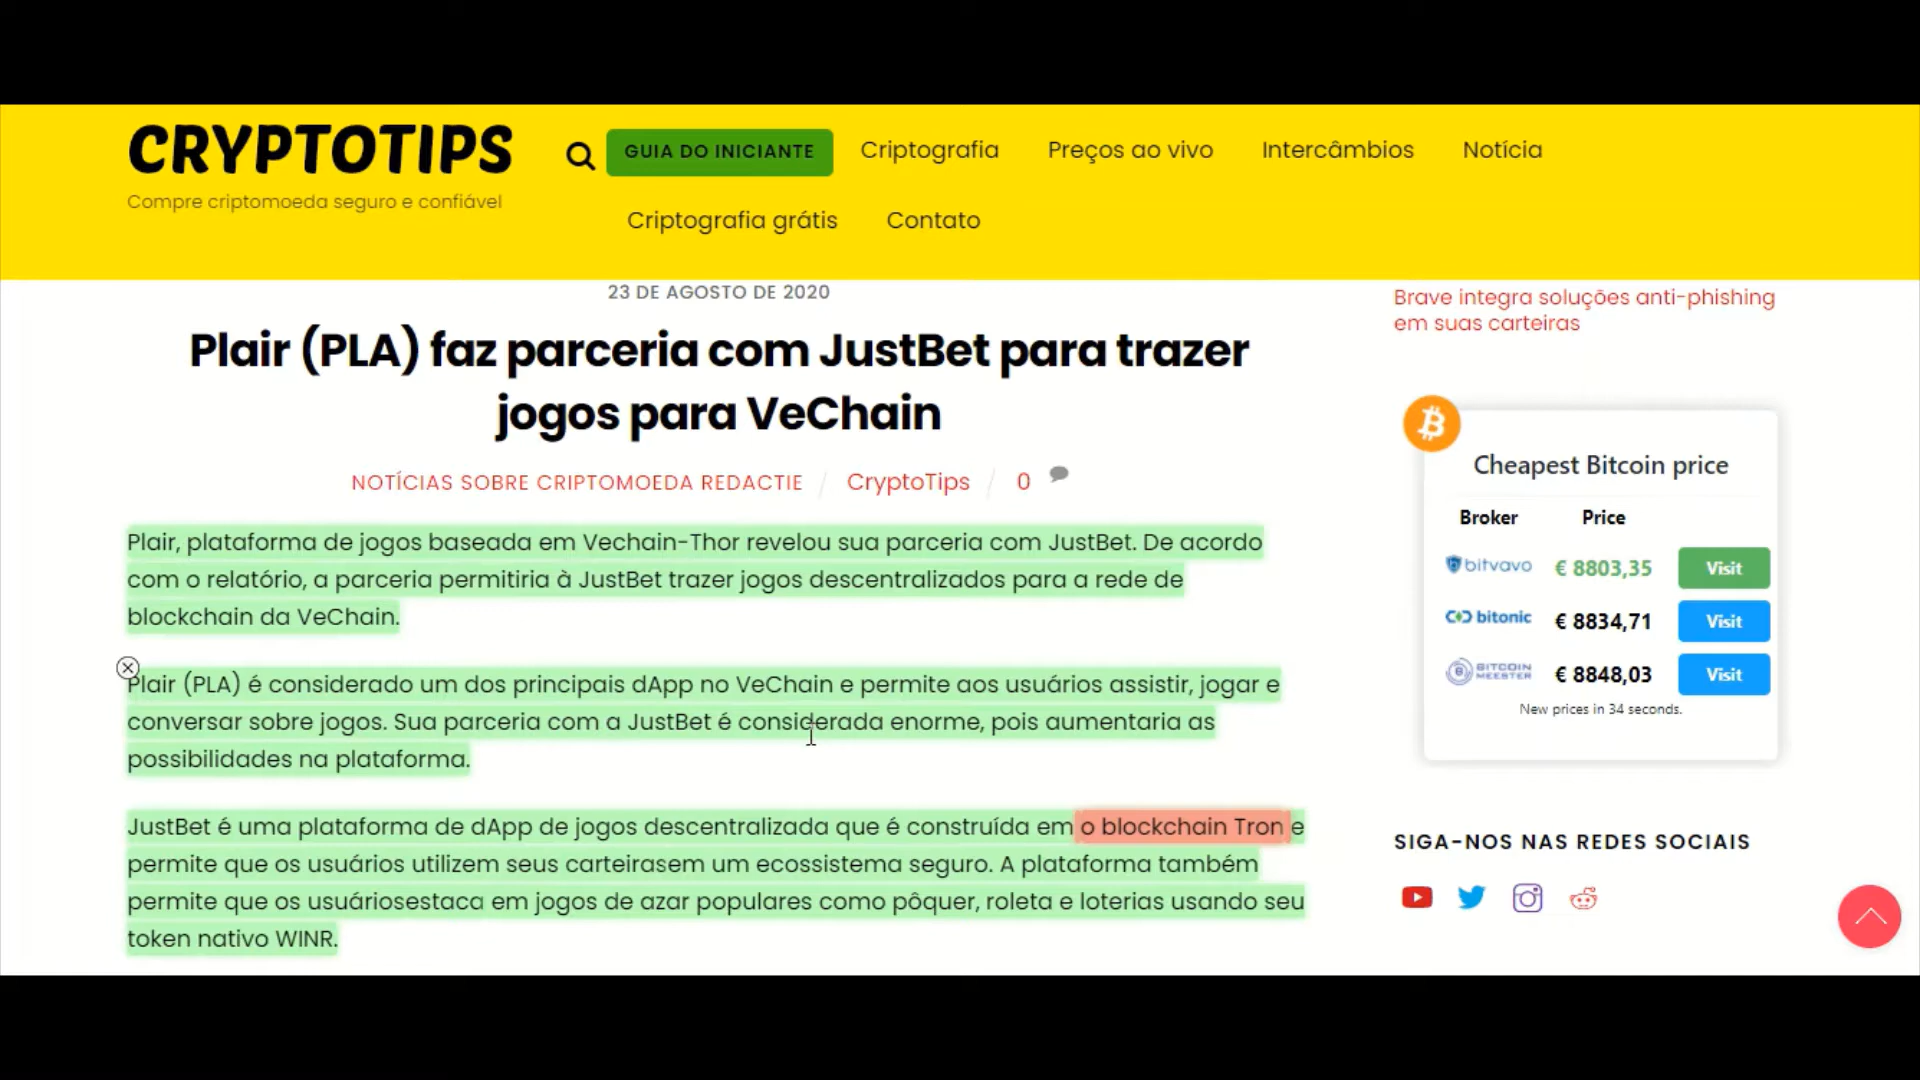 CRYPTOTIPS
Compre criptomoeda seguro e confiável
GUIA DO INICIANTE
Criptografia
Preços ao vivo
Intercâmbios
Notícia
Criptografia grátis
Contato
23 DE AGOSTO DE 2020
Plair (PLA) faz parceria com JustBet para trazer
jogos para VeChain
NOTÍCIAS SOBRE CRIPTOMOEDA REDACTIE / CryptoTips / 0
Plair, plataforma de jogos baseada em Vechain-Thor revelou sua parceria com JustBet. De acordo
com o relatório, a parceria permitiria à JustBet trazer jogos descentralizados para a rede de
blockchain da VeChain.
Plair (PLA) é considerado um dos principais dApp no VeChain e permite aos usuários assistir, jogar e
conversar sobre jogos. Sua parceria com a JustBet é considerada enorme, pois aumentaria as
possibilidades na plataforma.
JustBet é uma plataforma de dApp de jogos descentralizada que é construída em o blockchain Tron e
permite que os usuários utilizem seus carteirasem um ecossistema seguro. A plataforma também
permite que os usuáriosestaca em jogos de azar populares como pôquer, roleta e loterias usando seu
token nativo WINR.
Brave integra soluções anti-phishing
em suas carteiras
Cheapest Bitcoin price
Broker Price
bitvavo € 8803,35 Visit
bitonic € 8834,71 Visit
BITCOIN
MEESTER € 8848,03 Visit
New prices in 34 seconds.
SIGA-NOS NAS REDES SOCIAIS